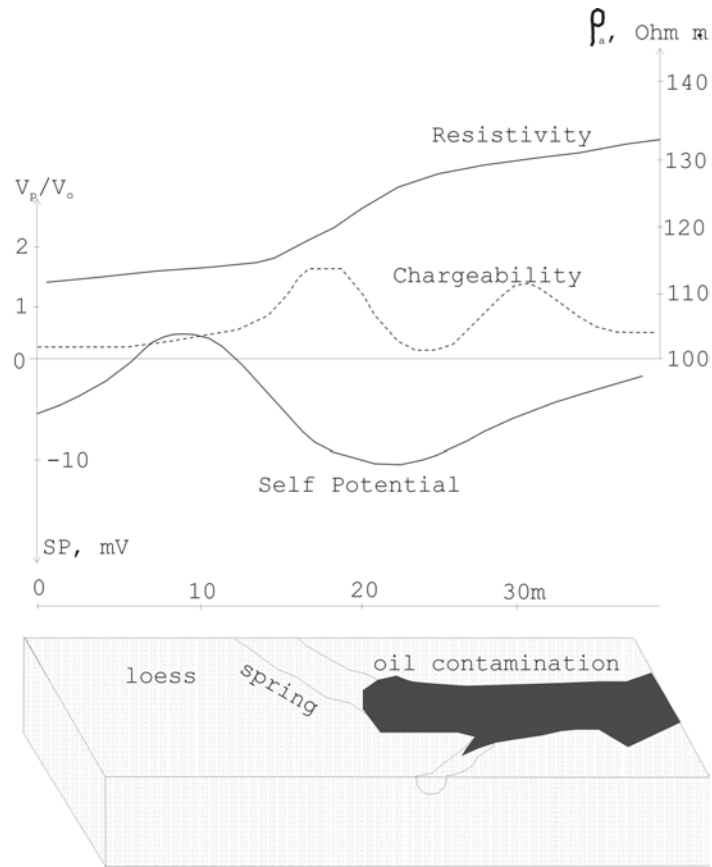 ρa, Ohm m
140
Resistivity
130
Vp/Vo
2
120
Chargeability
1
110
0
100
-10
Self Potential
SP, mV
0
10
20
30m
oil contamination
loess
spring